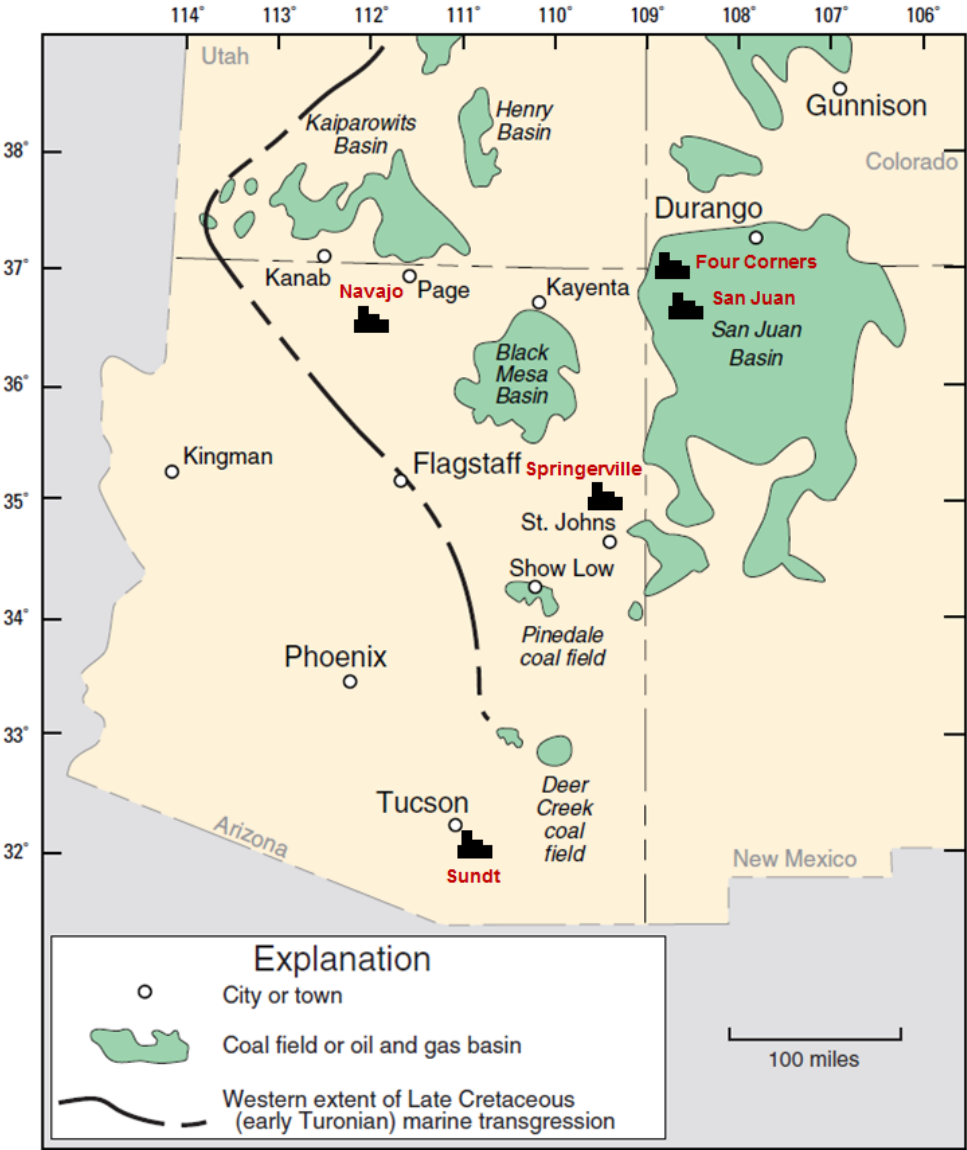 114° 113° 112° 111° 110° 109° 108° 107° 106°
Utah
Gunnison
Henry
Basin
Kaiparowits
Basin
38°
Colorado
Durango
37°
Four Corners
Kanab
Navajo
Page
Kayenta
San Juan
San Juan
Basin
Black
Mesa
Basin
36°
Kingman
Flagstaff
Springerville
35°
St. Johns
Show Low
34°
Pinedale
coal field
Phoenix
33°
Deer
Creek
coal
field
Tucson
Arizona
32°
New Mexico
Sundt
Explanation
City or town
Coal field or oil and gas basin
Western extent of Late Cretaceous
(early Turonian) marine transgression
100 miles